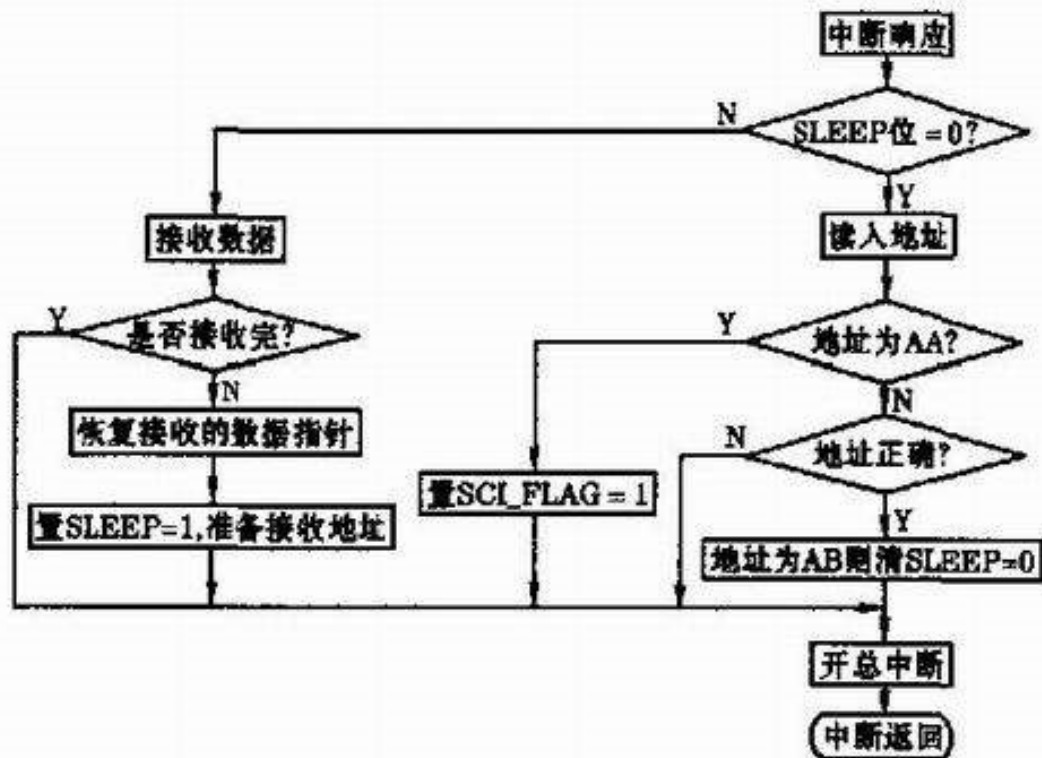 中断响应
N
SLEEP位=0?
Y
接收数据
读入地址
Y
是否接收完?
Y
地址为AA?
N
N
恢复接收的数据指针
N
地址正确?
置SCI_FLAG = 1
Y
置SLEEP=1,准备接收地址
地址为AB则清SLEEP=0
开总中断
中断返回